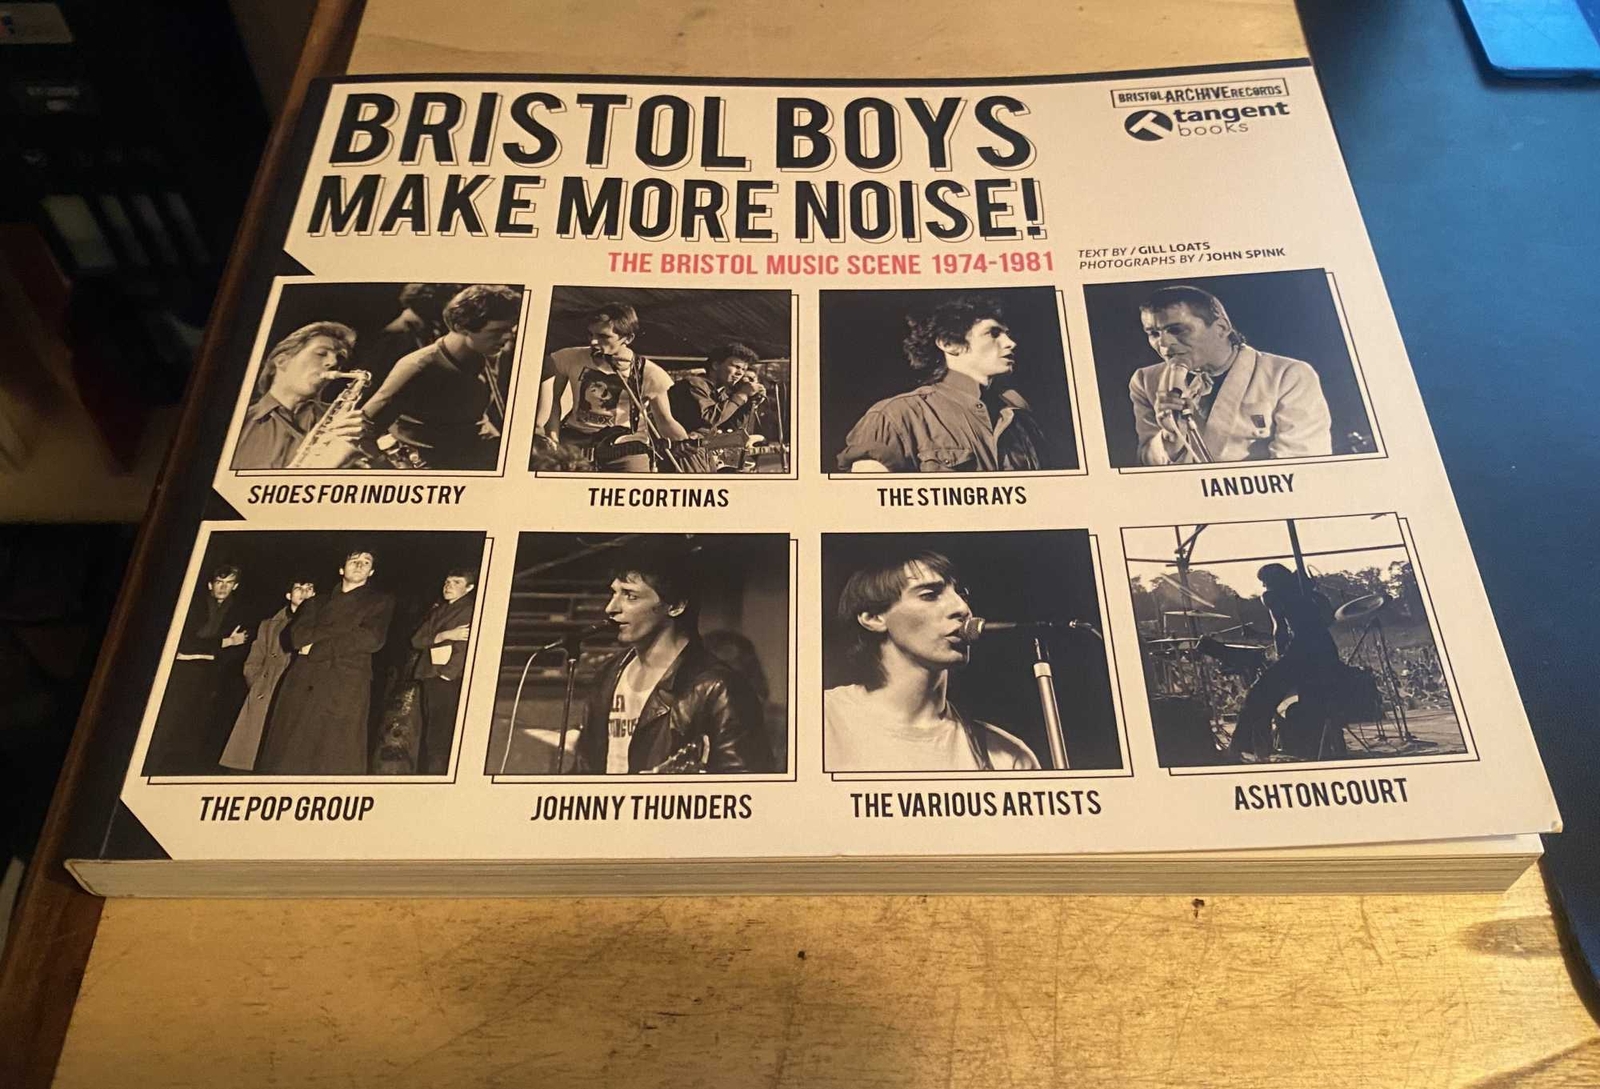 BRISTOL BOYS
MAKE MORE NOISE!
BRISTOL ARCHIVE RECORDS
tangent
books
THE BRISTOL MUSIC SCENE 1974-1981
TEXT BY / GILL LOATS
PHOTOGRAPHS BY / JOHN SPINK
SHOES FOR INDUSTRY
THE CORTINAS
THE STINGRAYS
IAN DURY
THE POP GROUP
JOHNNY THUNDERS
THE VARIOUS ARTISTS
ASHTON COURT